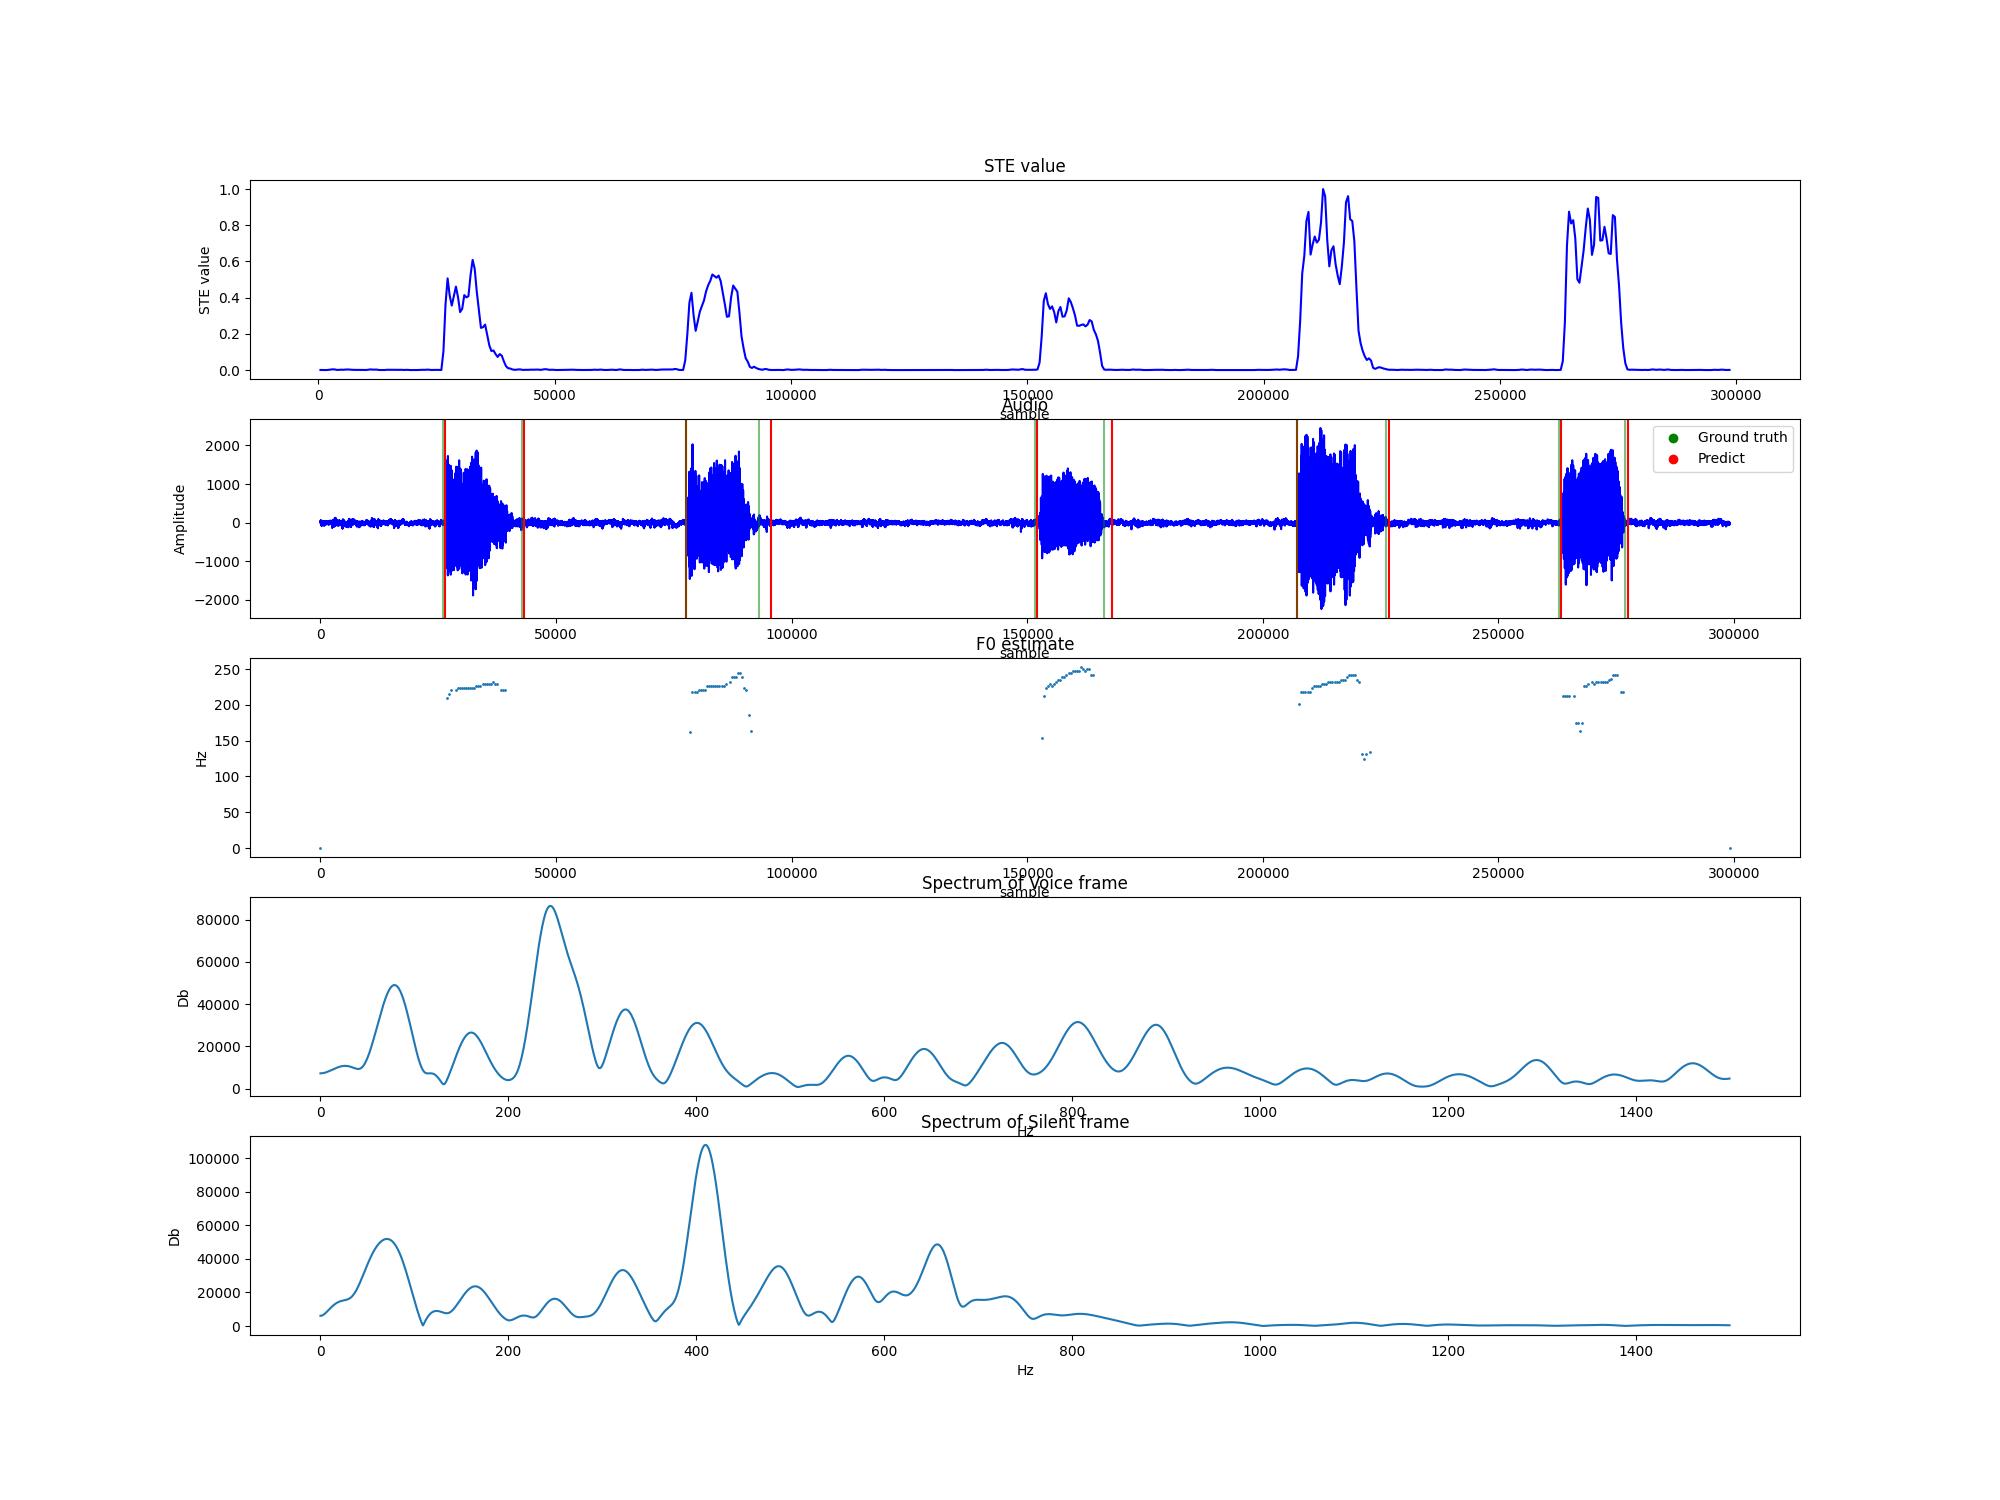 STE value
STE value
1.0
0.8
0.6
0.4
0.2
0.0
0 50000 100000 150000 200000 250000 300000
sample
Audio
Amplitude
2000
1000
0
−1000
−2000
Ground truth
Predict
0 50000 100000 150000 200000 250000 300000
sample
F0 estimate
Hz
250
200
150
100
50
0
0 50000 100000 150000 200000 250000 300000
sample
Spectrum of Voice frame
Db
80000
60000
40000
20000
0
0 200 400 600 800 1000 1200 1400
Hz
Spectrum of Silent frame
Db
100000
80000
60000
40000
20000
0
0 200 400 600 800 1000 1200 1400
Hz